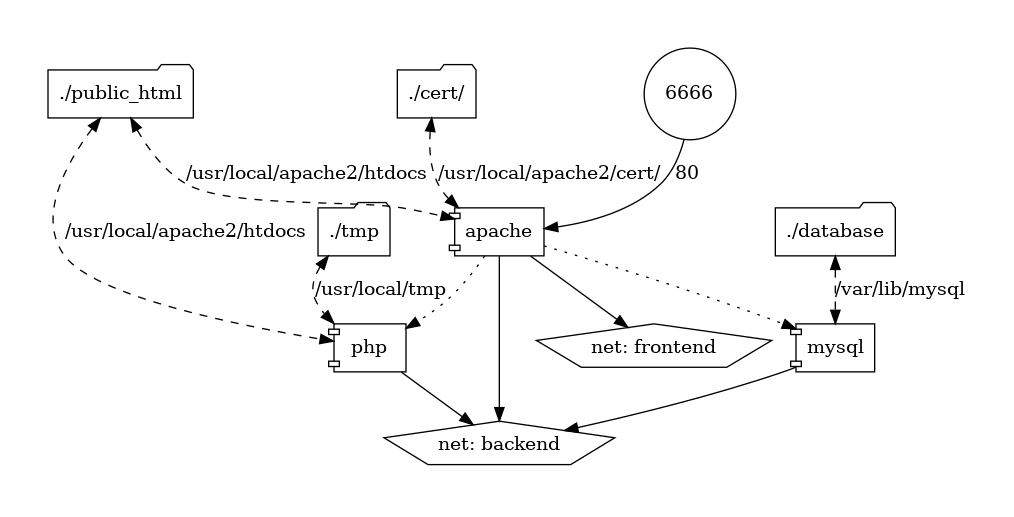 ./public_html
./cert/
6666
/usr/local/apache2/htdocs
/usr/local/apache2/cert/
80
/usr/local/apache2/htdocs
./tmp
apache
./database
/usr/local/tmp
/var/lib/mysql
php
net: frontend
mysql
net: backend